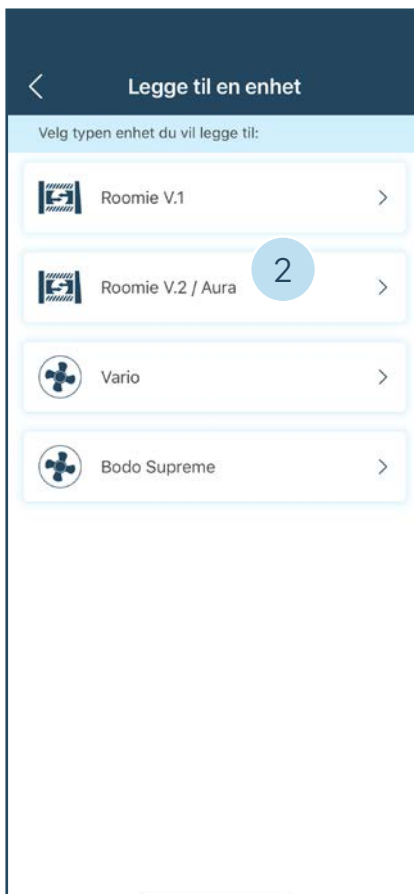 Legge til en enhet
Velg typen enhet du vil legge til:
Roomie V.1
Roomie V.2 / Aura
2
Vario
Bodo Supreme